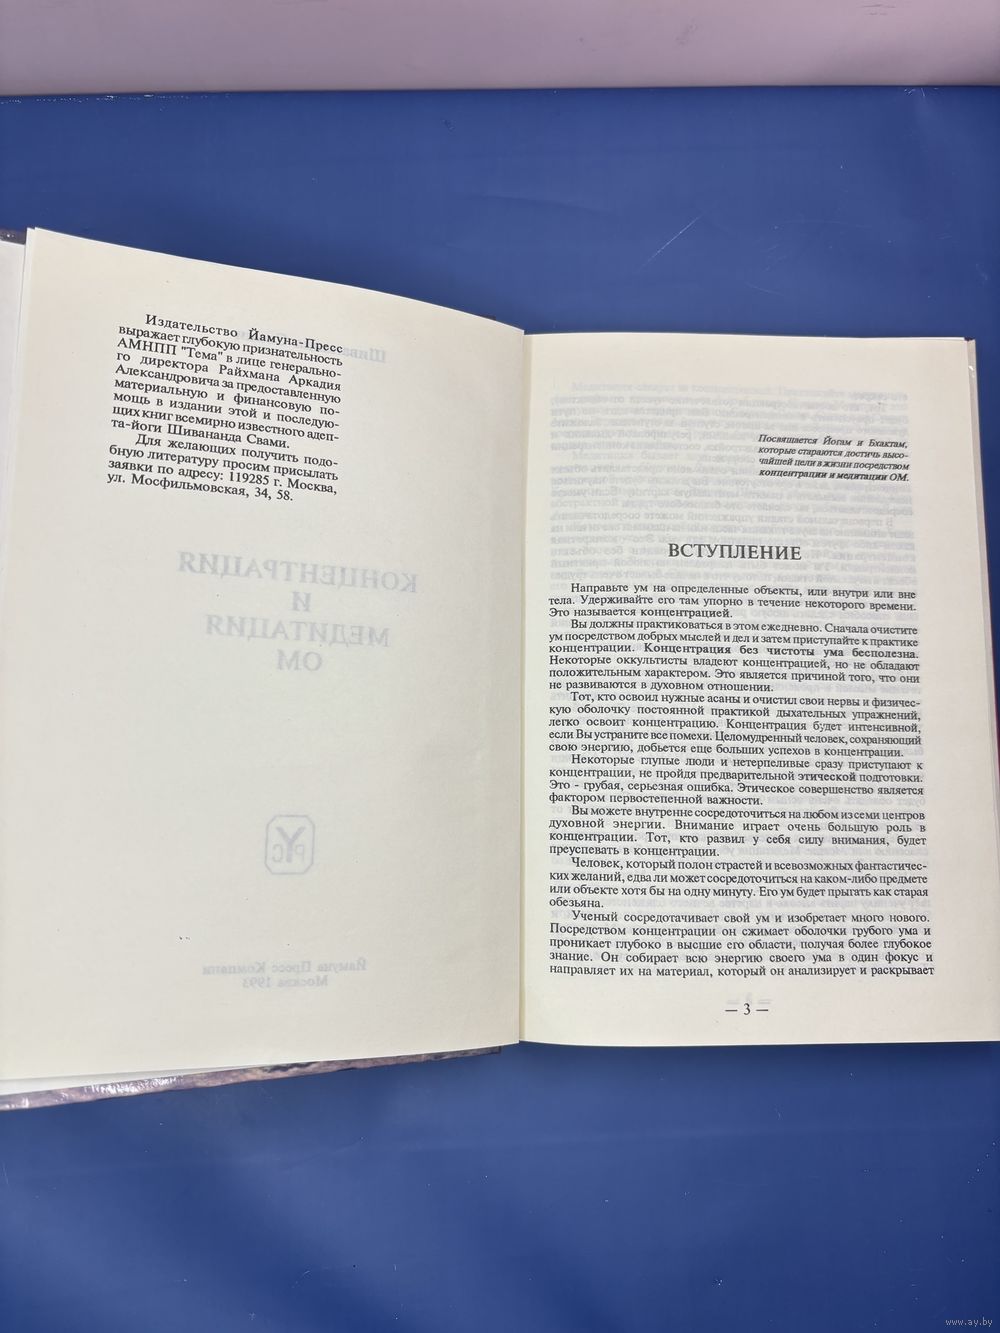 Издательство Йамуна-Пресс
выражает глубокую признательность
АМНПП "Тема" в лице генерально-
го директора Райхмана Аркадия
Александровича за предоставленную
материальную и финансовую по-
мощь в издании этой и последую-
щих книг всемирно известного адеп-
та-йоги Шивананда Свами.
Для желающих получить подо-
бную литературу просим присылать
заявки по адресу: 119285 г. Москва,
ул. Мосфильмовская, 34, 58.
КОНЦЕНТРАЦИЯ
И
МЕДИТАЦИЯ
ОМ
Йамуна Пресс Компани
Москва 1993
Посвящается Йогам и Бхактам,
которые стараются достичь высо-
чайшей цели в жизни посредством
концентрации и медитации ОМ.
ВСТУПЛЕНИЕ
Направьте ум на определенные объекты, или внутри или вне
тела. Удерживайте его там упорно в течение некоторого времени.
Это называется концентрацией.
Вы должны практиковаться в этом ежедневно. Сначала очистите
ум посредством добрых мыслей и дел и затем приступайте к практике
концентрации. Концентрация без чистоты ума бесполезна.
Некоторые оккультисты владеют концентрацией, но не обладают
положительным характером. Это является причиной того, что они
не развиваются в духовном отношении.
Тот, кто освоил нужные асаны и очистил свои нервы и физичес-
кую оболочку постоянной практикой дыхательных упражнений,
легко освоит концентрацию. Концентрация будет интенсивной,
если Вы устраните все помехи. Целомудренный человек, сохраняющий
свою энергию, добьется еще больших успехов в концентрации.
Некоторые глупые люди и нетерпеливые сразу приступают к
концентрации, не пройдя предварительной этической подготовки.
Это - грубая, серьезная ошибка. Этическое совершенство является
фактором первостепенной важности.
Вы можете внутренне сосредоточиться на любом из семи центров
духовной энергии. Внимание играет очень большую роль в
концентрации. Тот, кто развил у себя силу внимания, будет
преуспевать в концентрации.
Человек, который полон страстей и всевозможных фантастичес-
ких желаний, едва ли может сосредоточиться на каком-либо предмете
или объекте хотя бы на одну минуту. Его ум будет прыгать как старая
обезьяна.
Ученый сосредотачивает свой ум и изобретает много нового.
Посредством концентрации он сжимает оболочки грубого ума и
проникает глубоко в высшие его области, получая более глубокое
знание. Он собирает всю энергию своего ума в один фокус и
направляет их на материал, который он анализирует и раскрывает
— 3 —
www.ay.by